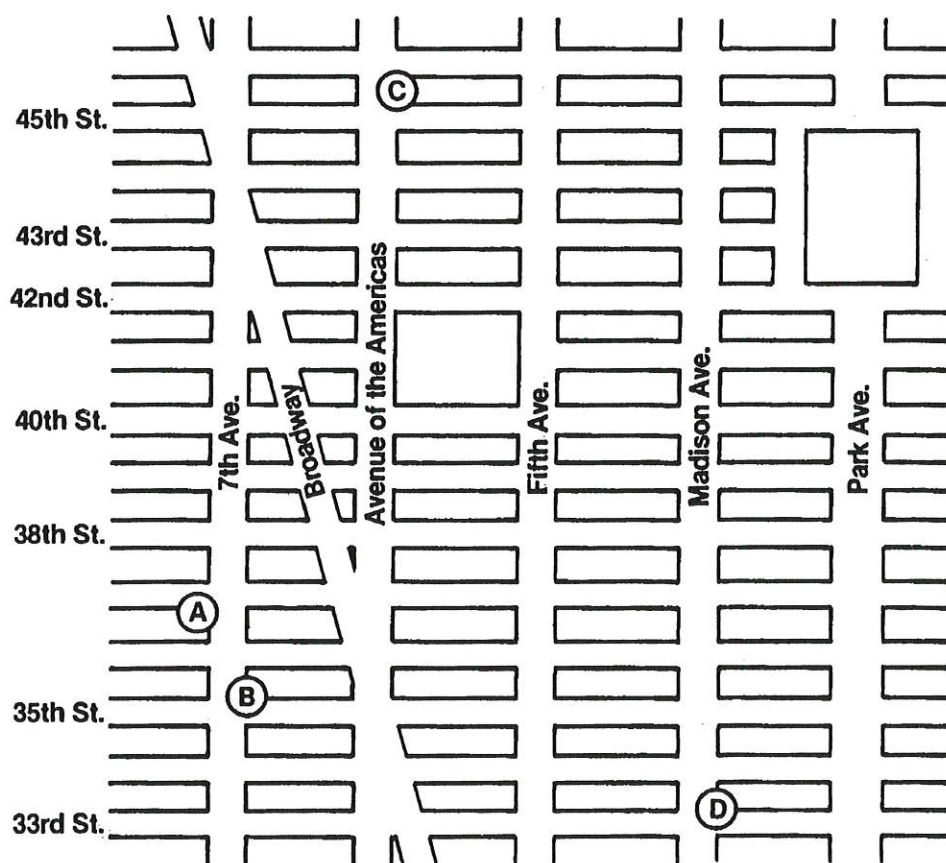 C
45th St.
43rd St.
42nd St.
40th St.
38th St.
35th St.
33rd St.
7th Ave.
Broadway
Avenue of the Americas
Fifth Ave.
Madison Ave.
Park Ave.
A
B
D